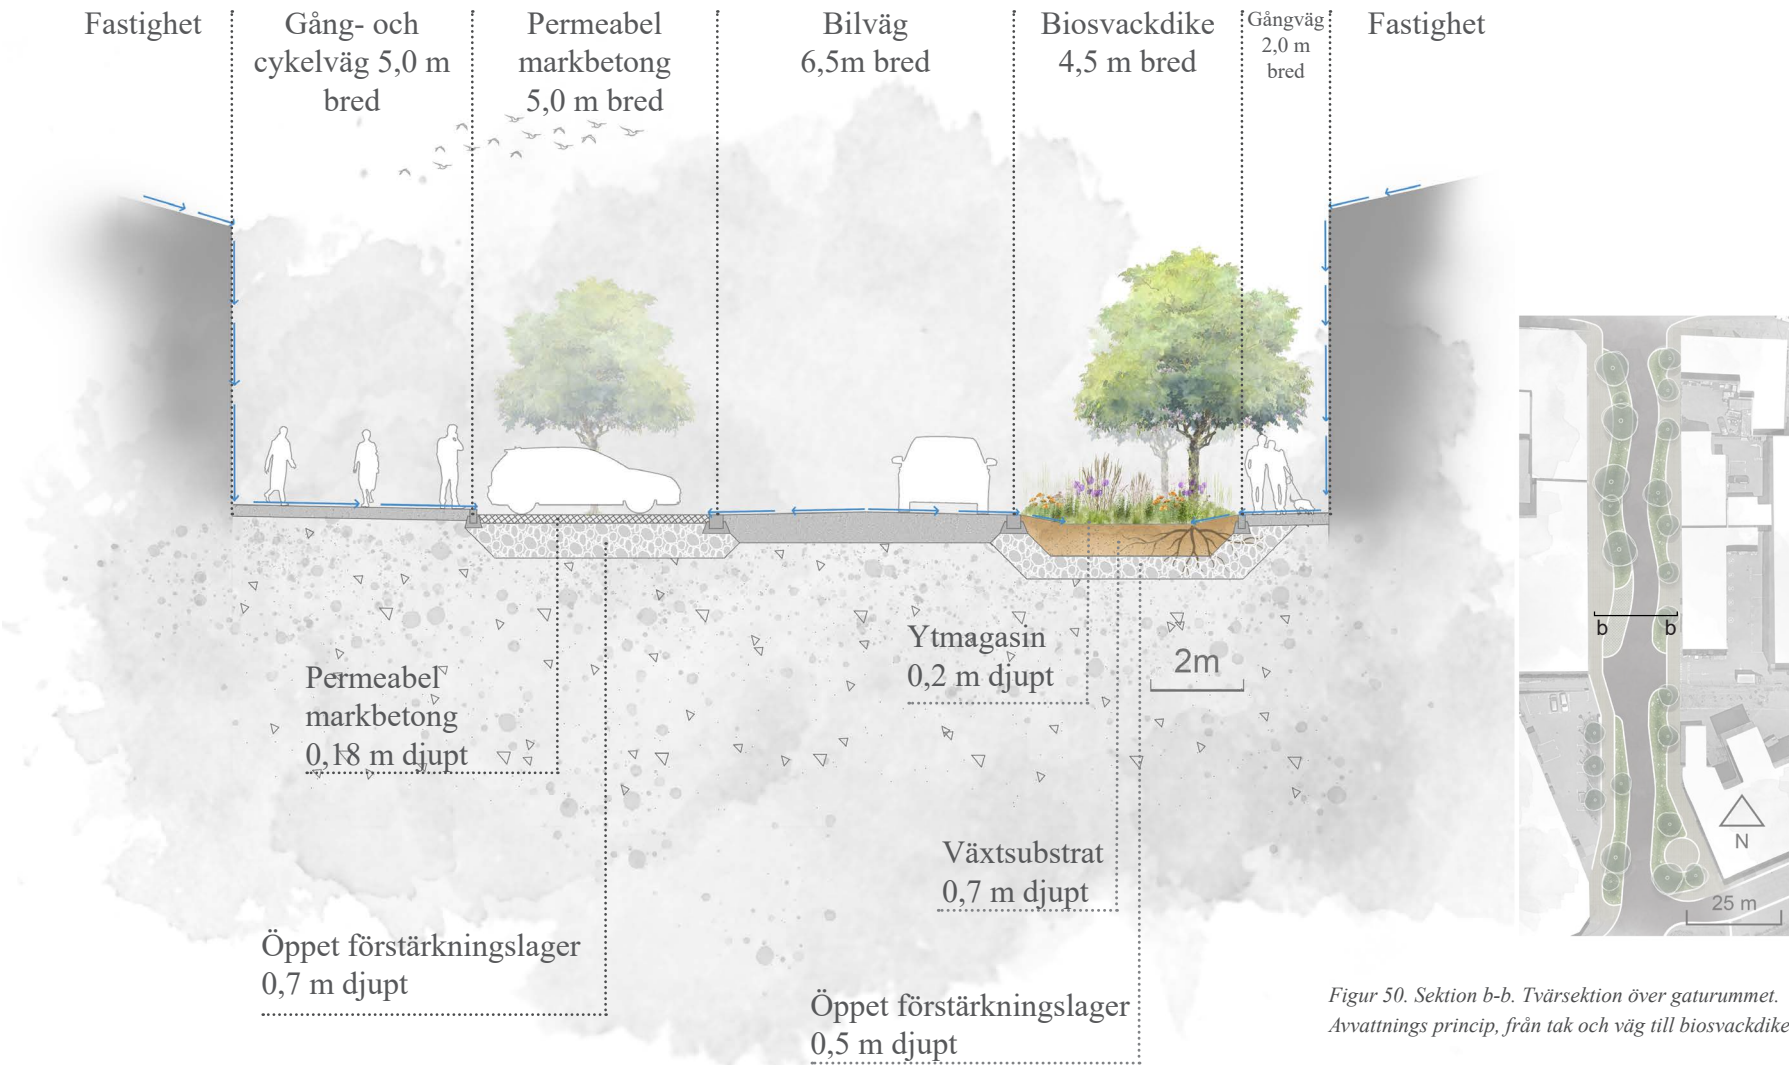 Fastighet
Gång- och
cykelväg 5,0 m
bred
Permeabel
markbetong
5,0 m bred
Bilväg
6,5m bred
Biosvackdike
4,5 m bred
Gångväg
2,0 m
bred
Fastighet
Permeabel
markbetong
0,18 m djupt
Öppet förstärkningslager
0,7 m djupt
Ytmagasin
0,2 m djupt
2m
Växtsubstrat
0,7 m djupt
Öppet förstärkningslager
0,5 m djupt
b b
N
25 m
Figur 50. Sektion b-b. Tvärsektion över gaturummet.
Avvattnings princip, från tak och väg till biosvackdike